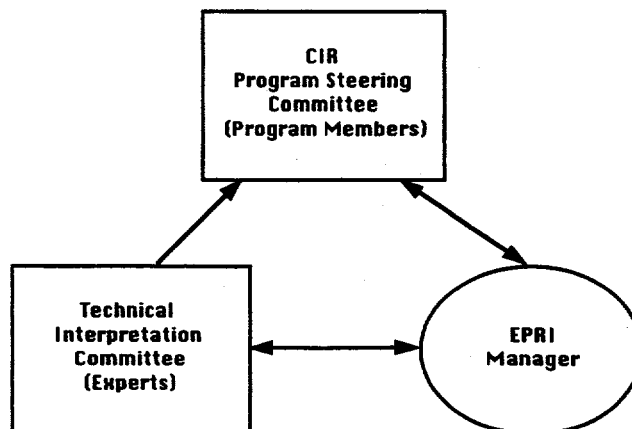 CIR
Program Steering
Committee
(Program Members)
Technical
Interpretation
Committee
(Experts)
EPRI
Manager